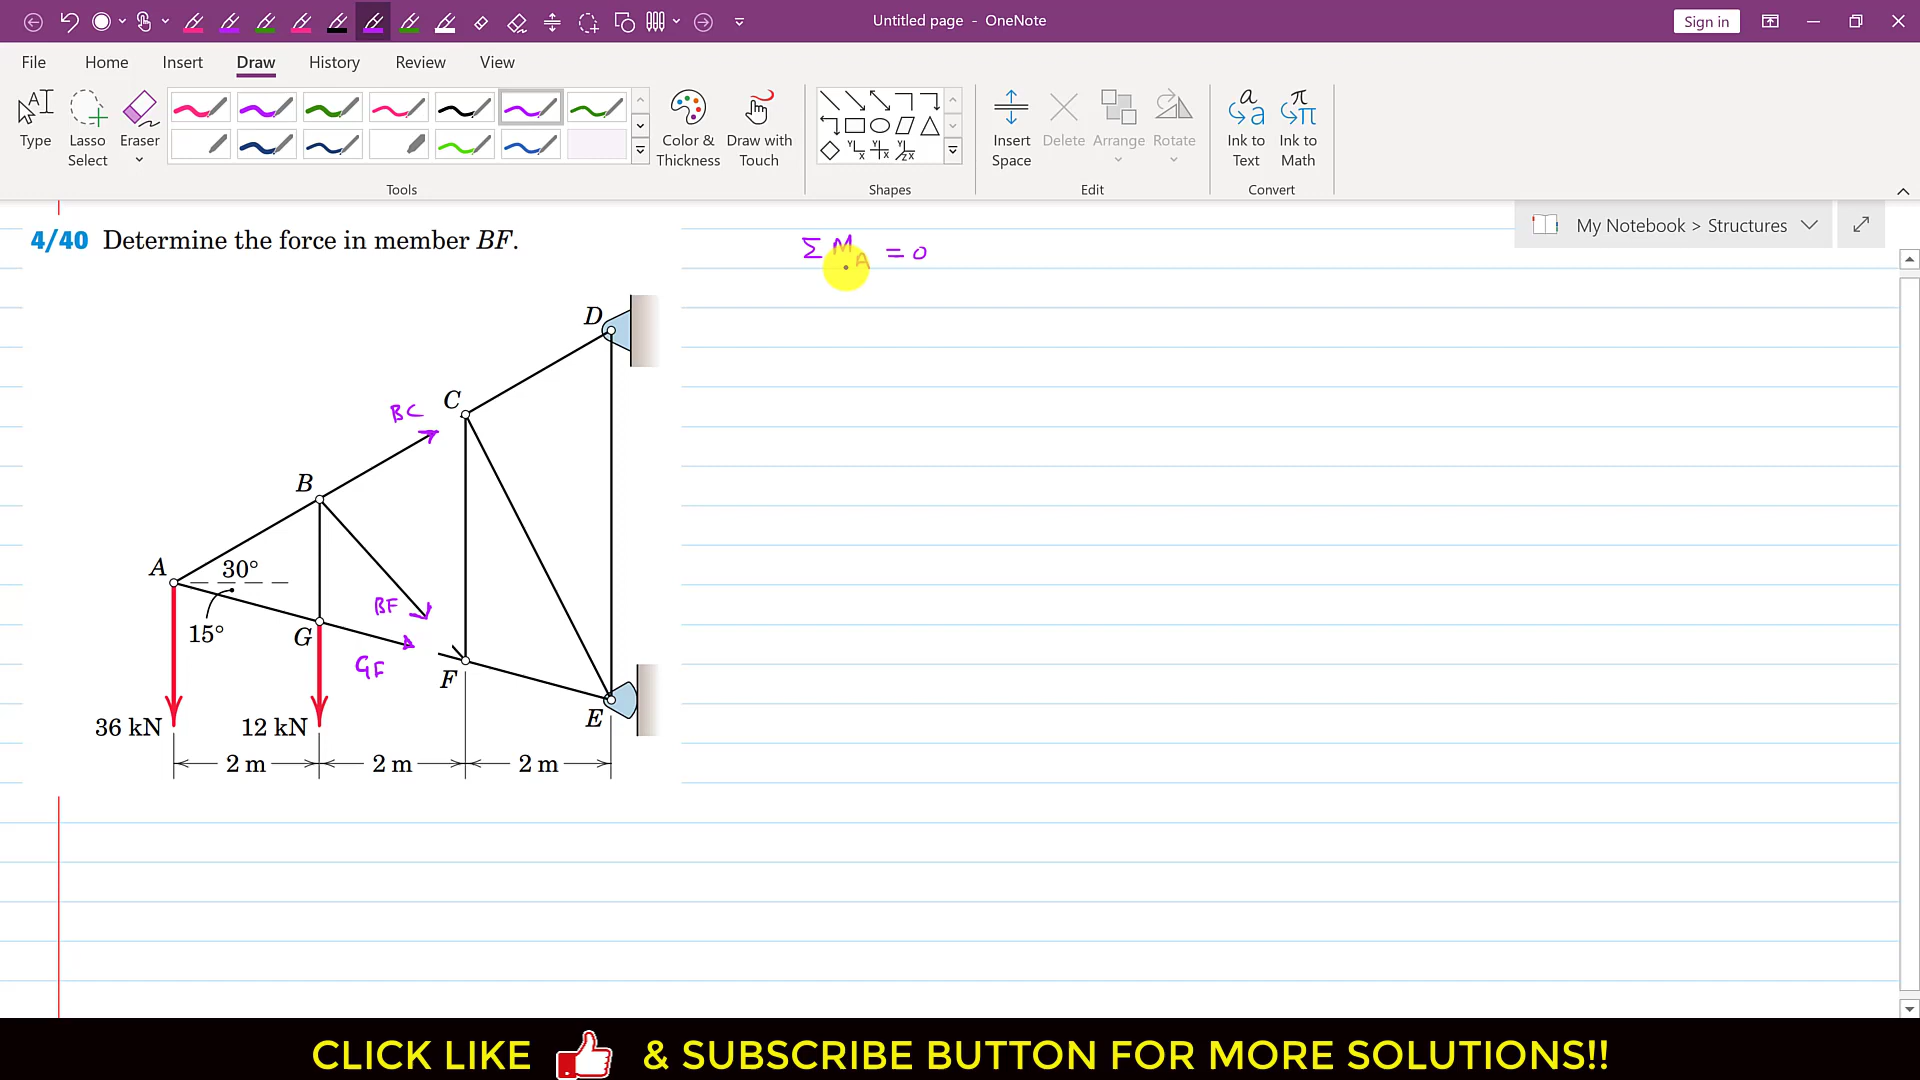 Untitled page - OneNote
Sign in
File Home Insert Draw History Review View
Type
Lasso Select
Eraser
Color & Thickness
Draw with Touch
Insert Space
Delete
Arrange
Rotate
Ink to Text
Ink to Math
Tools
Shapes
Edit
Convert
My Notebook > Structures
4/40 Determine the force in member BF.
Σ M_A = 0
D
C
BC
B
A
30°
BF
15°
G
GF
F
E
36 kN
12 kN
2 m
2 m
2 m
CLICK LIKE & SUBSCRIBE BUTTON FOR MORE SOLUTIONS!!